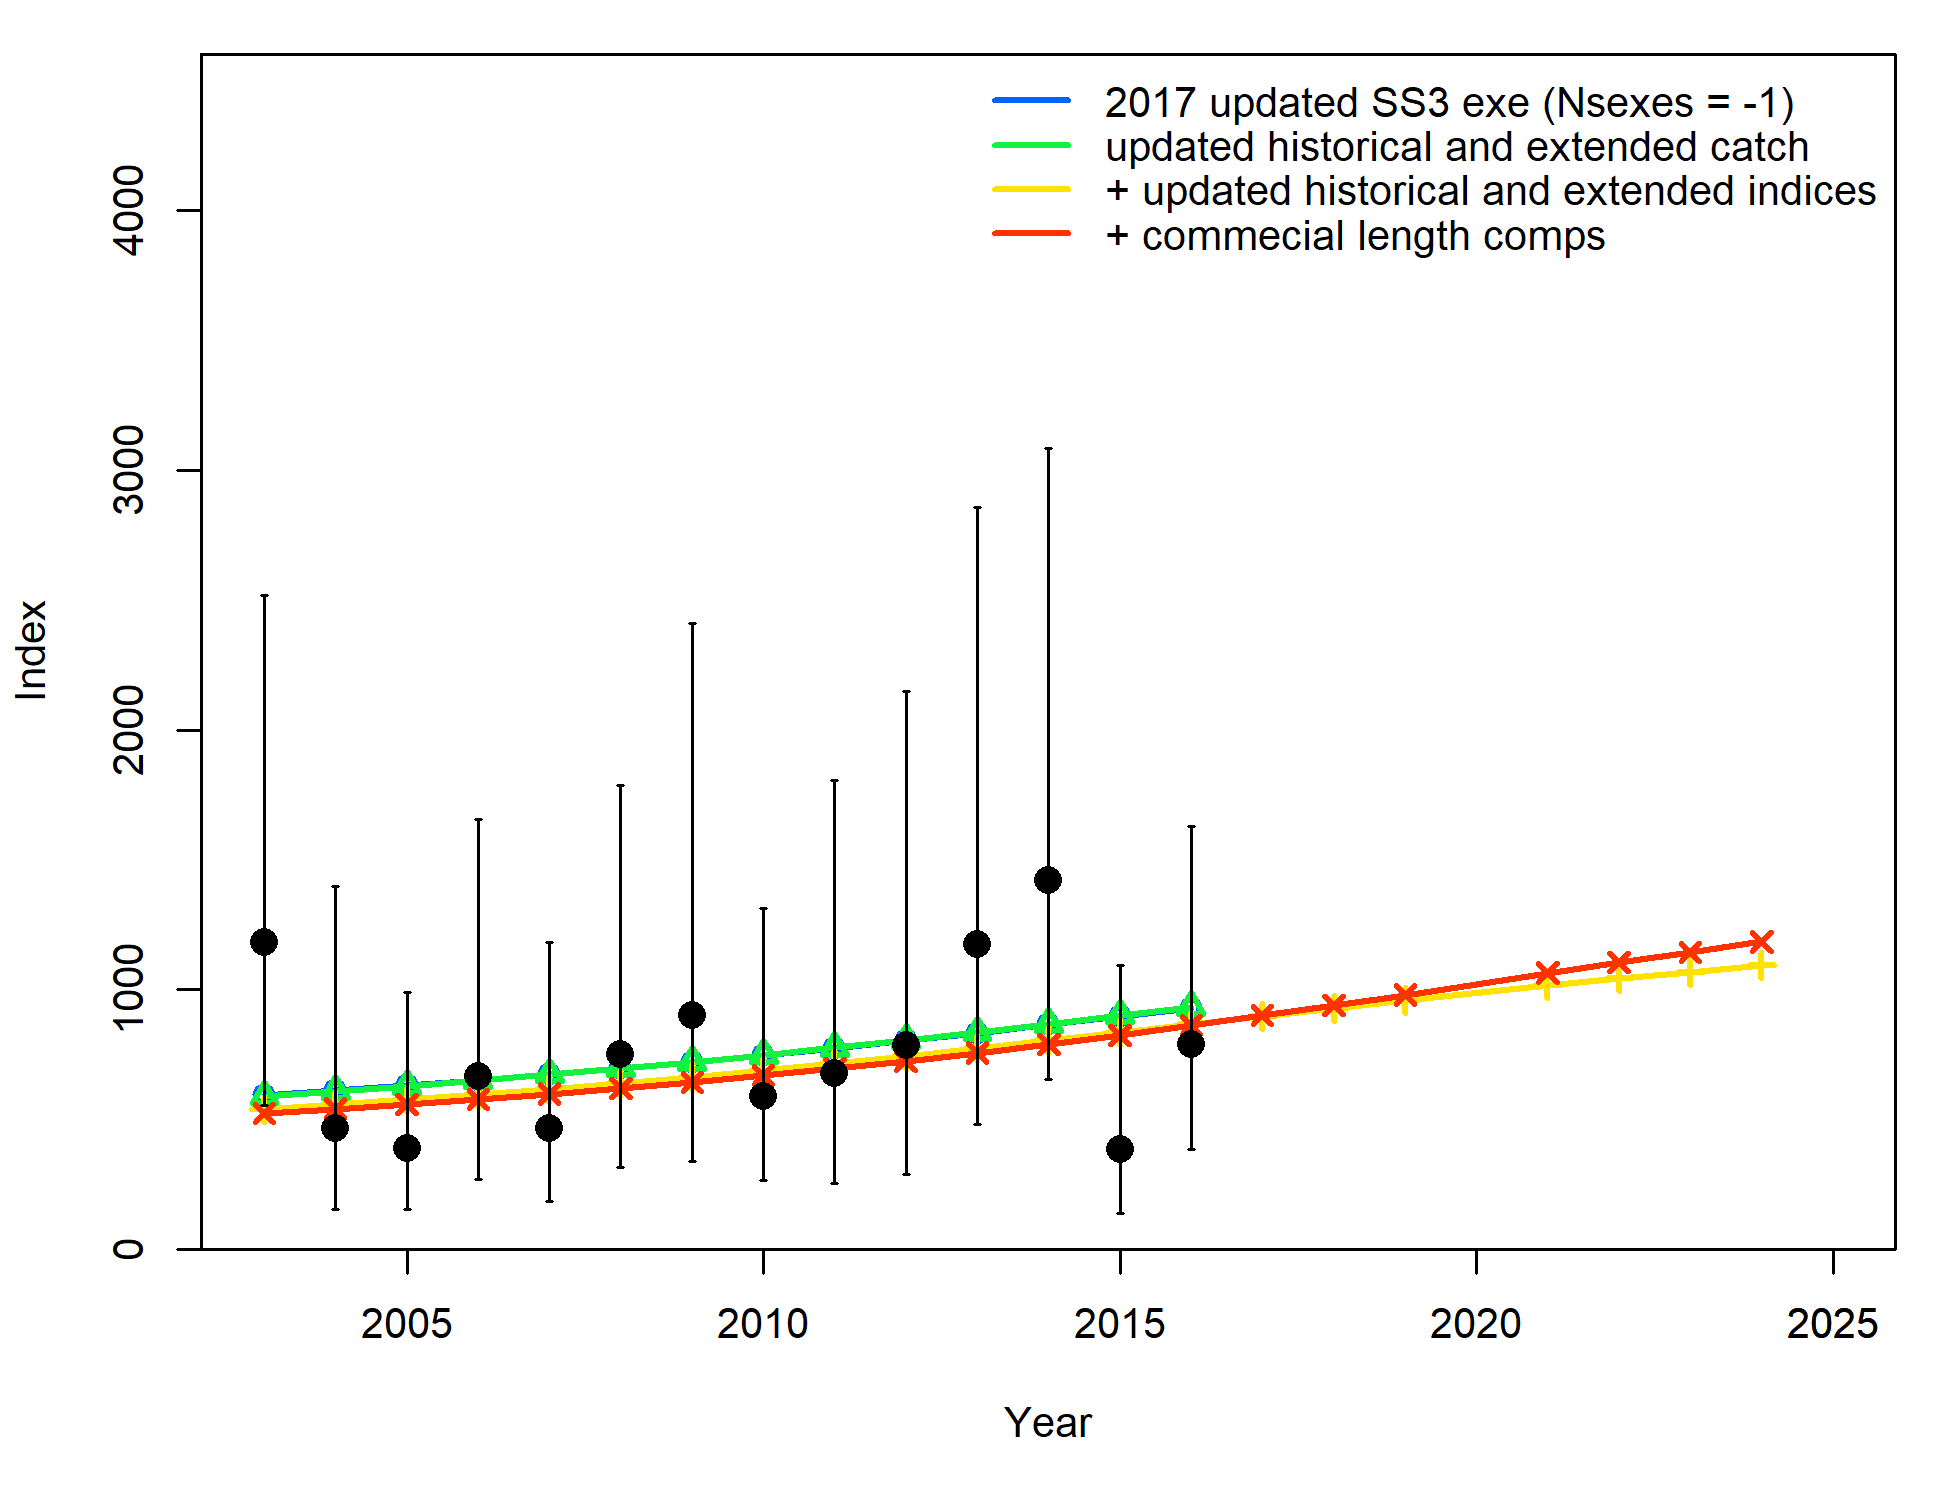 2017 updated SS3 exe (Nsexes = -1)
updated historical and extended catch
+ updated historical and extended indices
+ commecial length comps
4000
3000
2000
1000
0
Index
2005
2010
2015
2020
2025
Year